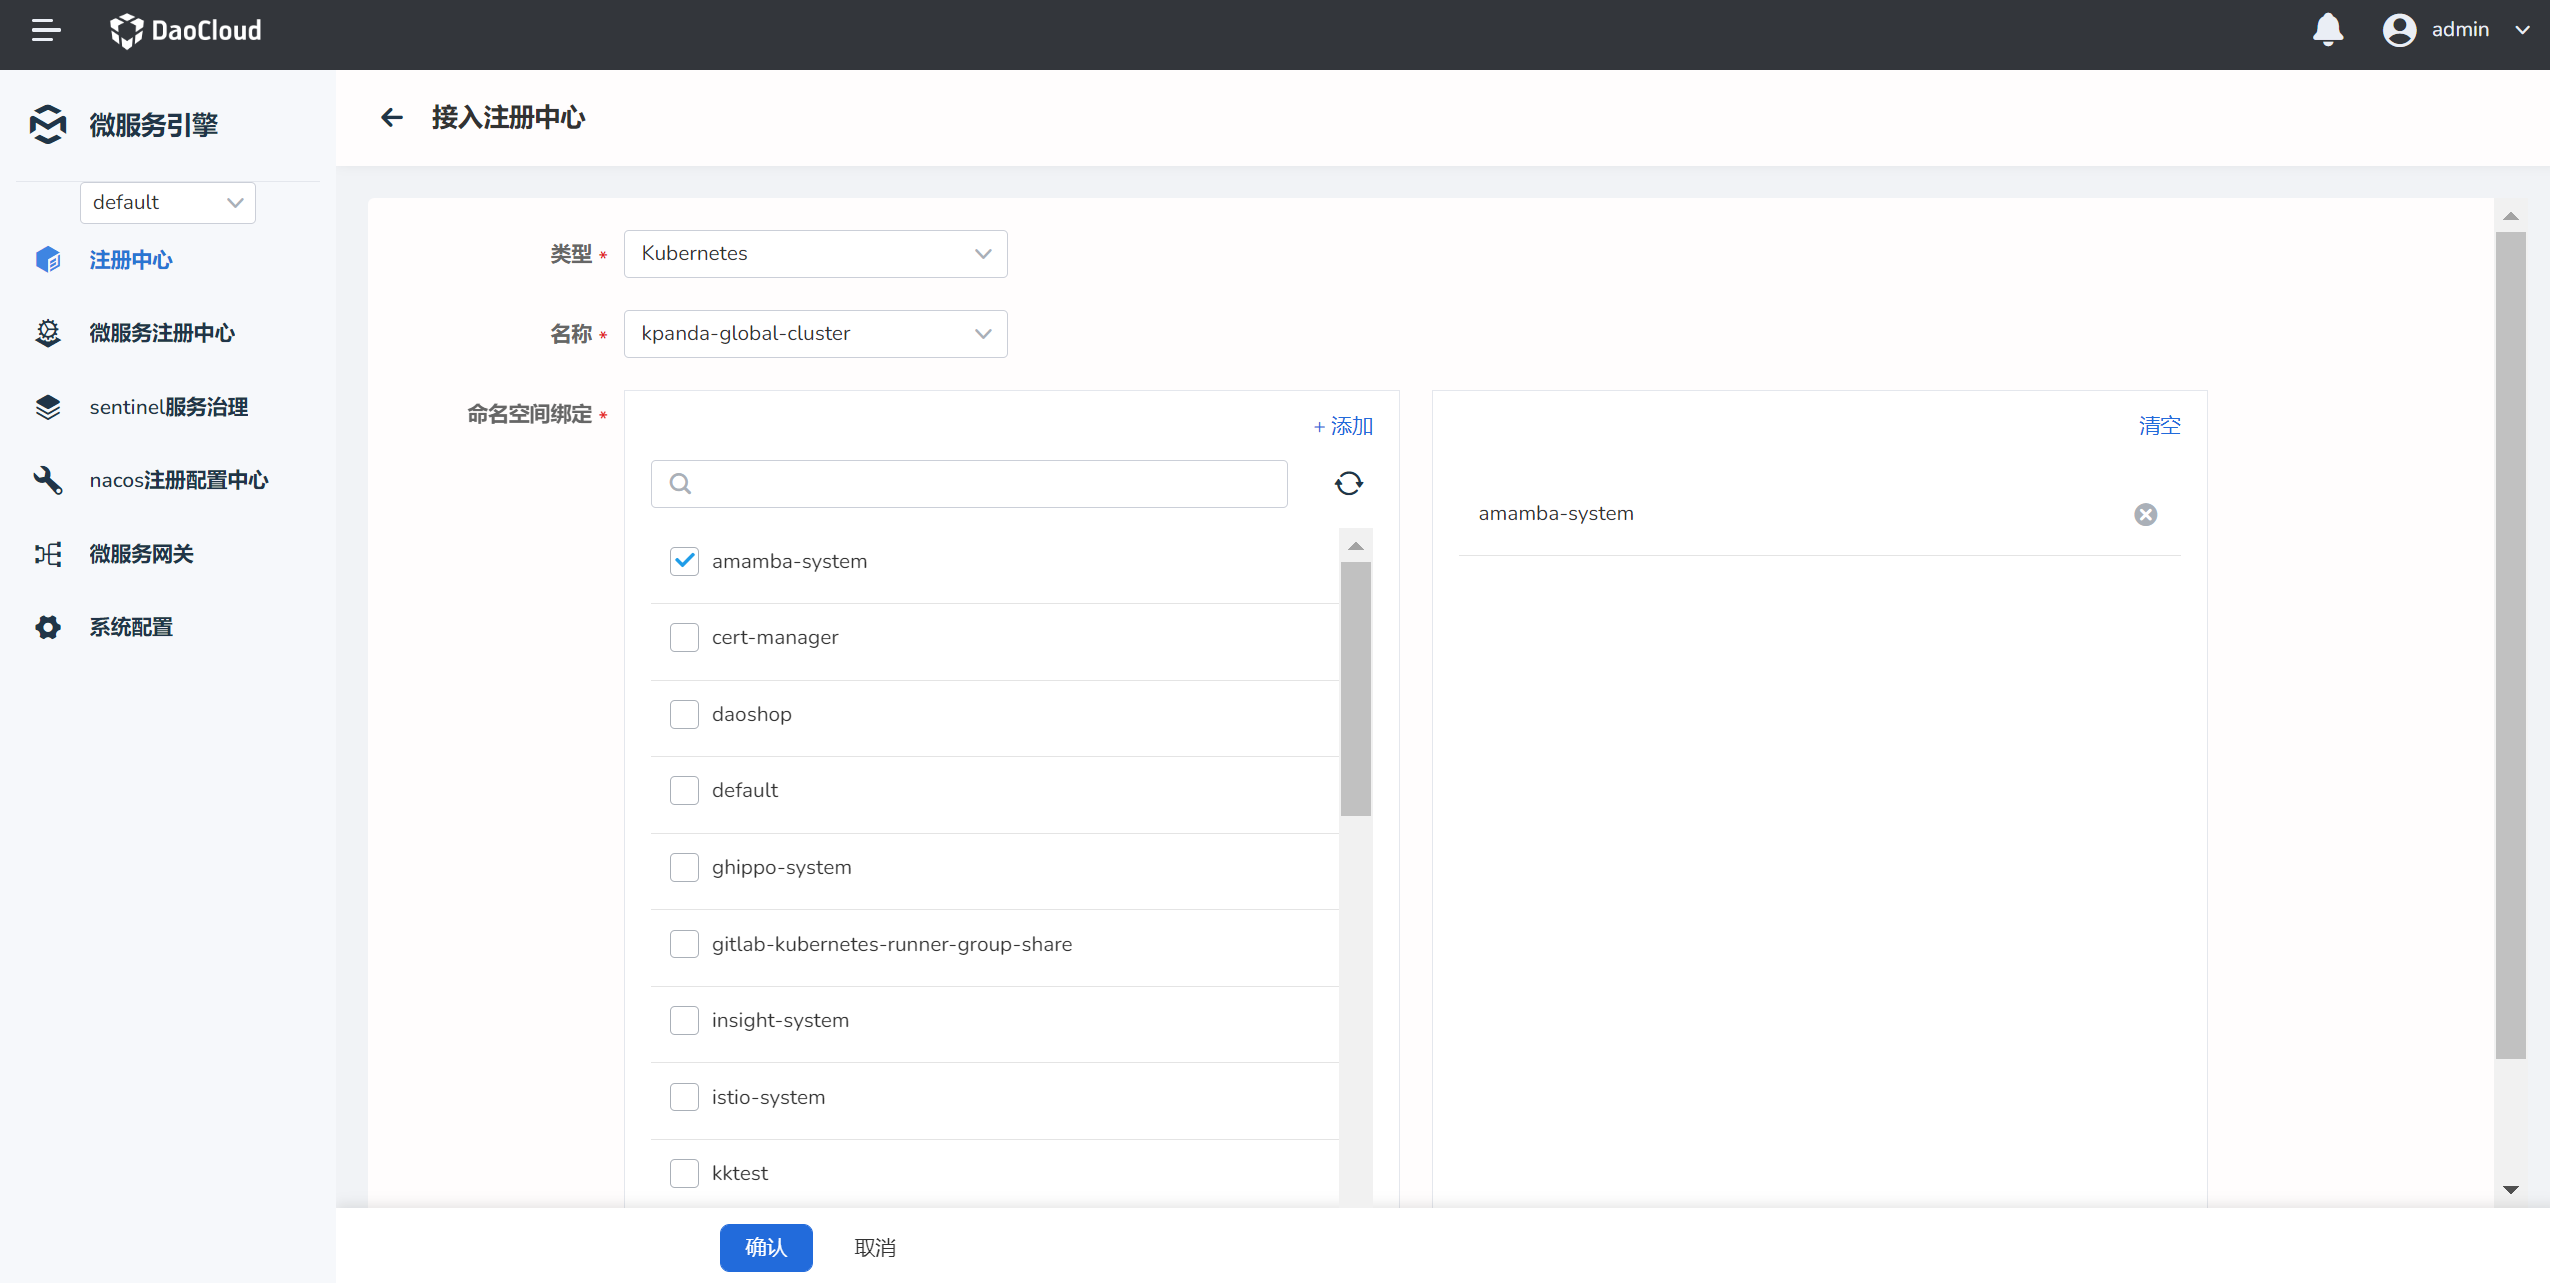 DaoCloud
admin
微服务引擎
default
注册中心
微服务注册中心
sentinel服务治理
nacos注册配置中心
微服务网关
系统配置
接入注册中心
类型 *
Kubernetes
名称 *
kpanda-global-cluster
命名空间绑定 *
+ 添加
amamba-system
cert-manager
daoshop
default
ghippo-system
gitlab-kubernetes-runner-group-share
insight-system
istio-system
kktest
清空
amamba-system
确认
取消